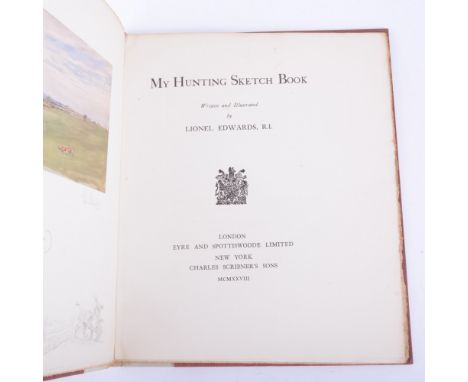 MY HUNTING SKETCH BOOK
Written and Illustrated
by
LIONEL EDWARDS, R.I.
LONDON
EYRE AND SPOTTISWOODE LIMITED
NEW YORK
CHARLES SCRIBNER'S SONS
MCMXXVIII